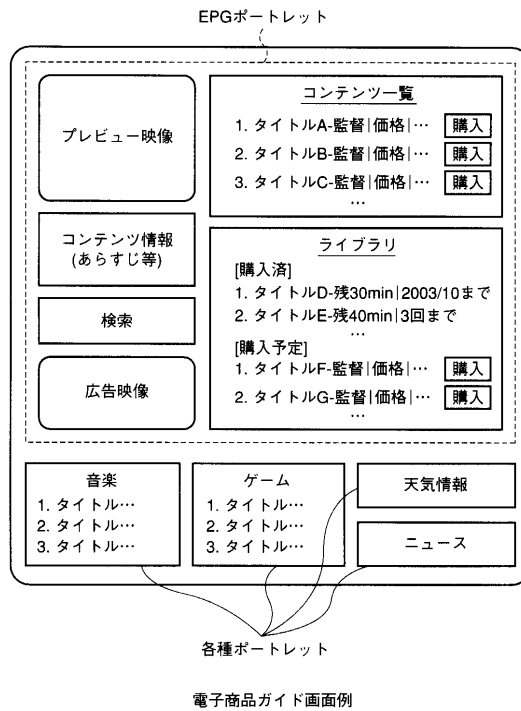 EPGポートレット
プレビュー映像
コンテンツ情報
(あらすじ等)
検索
広告映像
コンテンツ一覧
1. タイトルA-監督|価格|… 購入
2. タイトルB-監督|価格|… 購入
3. タイトルC-監督|価格|… 購入
…
ライブラリ
[購入済]
1. タイトルD-残30min|2003/10まで
2. タイトルE-残40min|3回まで
…
[購入予定]
1. タイトルF-監督|価格|… 購入
2. タイトルG-監督|価格|… 購入
…
音楽
1. タイトル…
2. タイトル…
3. タイトル…
ゲーム
1. タイトル…
2. タイトル…
3. タイトル…
天気情報
ニュース
各種ポートレット
電子商品ガイド画面例